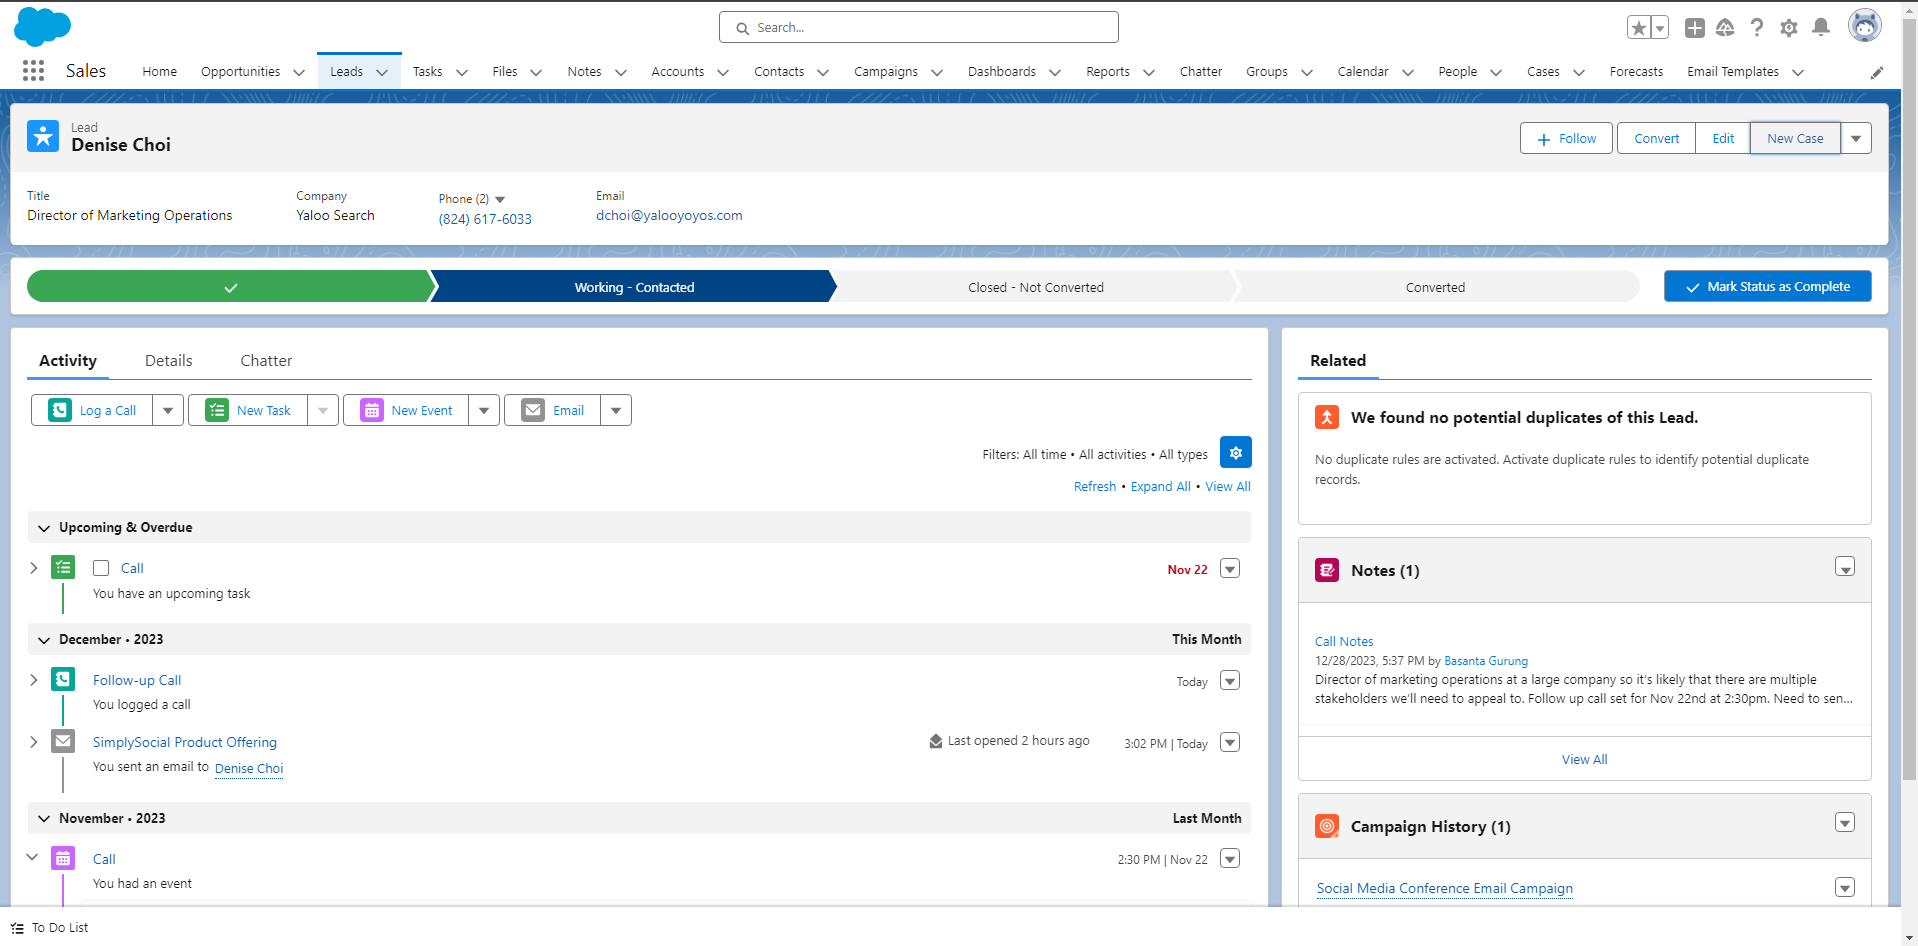 Search...
Sales
Home
Opportunities
Leads
Tasks
Files
Notes
Accounts
Contacts
Campaigns
Dashboards
Reports
Chatter
Groups
Calendar
People
Cases
Forecasts
Email Templates
Lead
Denise Choi
Follow
Convert
Edit
New Case
Title
Director of Marketing Operations
Company
Yaloo Search
Phone (2)
(824) 617-6033
Email
dchoi@yalooyoyos.com
Working - Contacted
Closed - Not Converted
Converted
Mark Status as Complete
Activity
Details
Chatter
Log a Call
New Task
New Event
Email
Filters: All time • All activities • All types
Refresh • Expand All • View All
Upcoming & Overdue
Call
Nov 22
You have an upcoming task
December • 2023
This Month
Follow-up Call
Today
You logged a call
SimplySocial Product Offering
Last opened 2 hours ago
3:02 PM | Today
You sent an email to Denise Choi
November • 2023
Last Month
Call
2:30 PM | Nov 22
You had an event
Related
We found no potential duplicates of this Lead.
No duplicate rules are activated. Activate duplicate rules to identify potential duplicate
records.
Notes (1)
Call Notes
12/28/2023, 5:37 PM by Basanta Gurung
Director of marketing operations at a large company so it's likely that there are multiple
stakeholders we'll need to appeal to. Follow up call set for Nov 22nd at 2:30pm. Need to sen...
View All
Campaign History (1)
Social Media Conference Email Campaign
To Do List